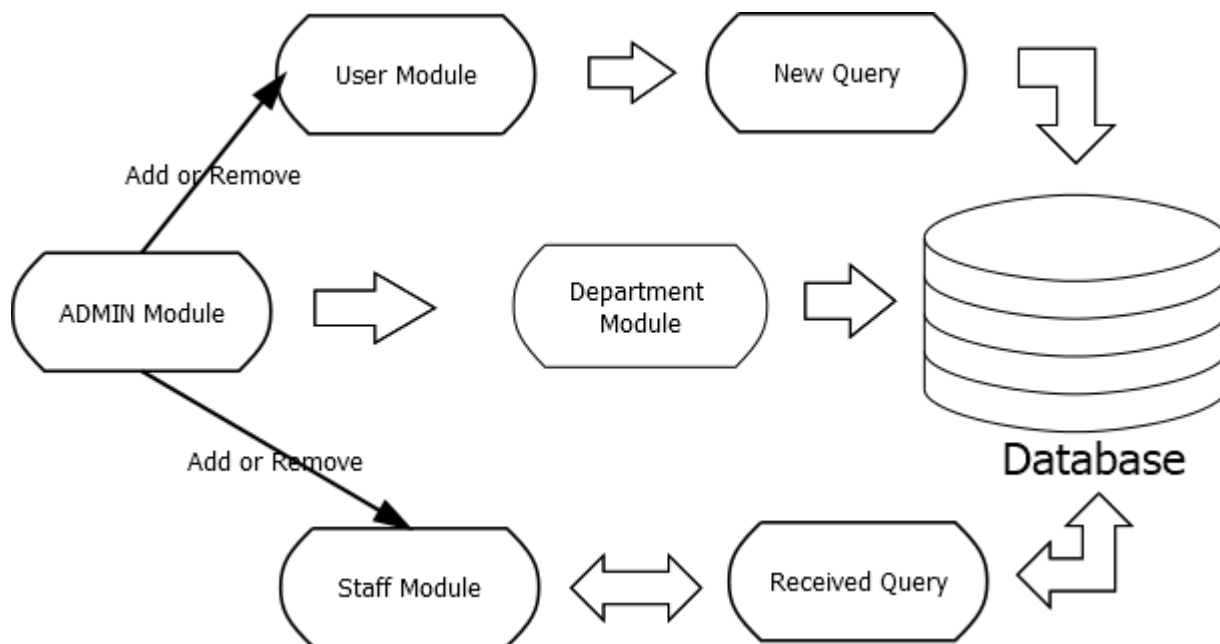 User Module
New Query
Add or Remove
ADMIN Module
Department
Module
Database
Add or Remove
Staff Module
Received Query